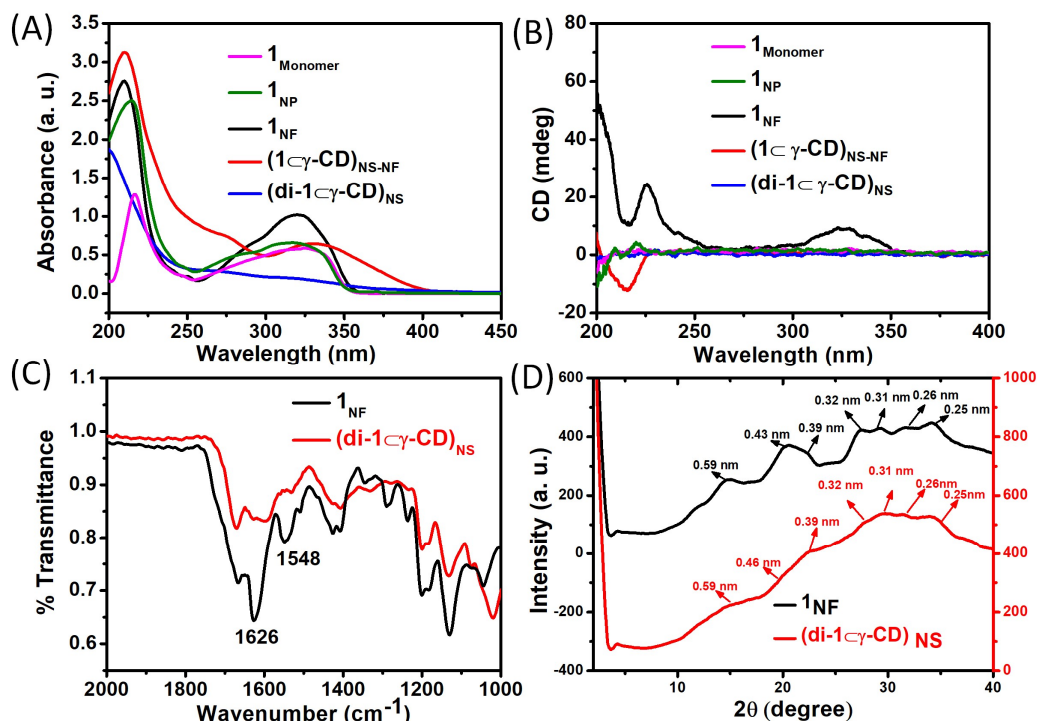 (A)
3.5
3.0
2.5
2.0
1.5
1.0
0.5
0.0
Absorbance (a. u.)
1Monomer
1NP
1NF
(1⊂γ-CD)NS-NF
(di-1⊂γ-CD)NS
200 250 300 350 400 450
Wavelength (nm)
(B)
80
60
40
20
0
-20
CD (mdeg)
1Monomer
1NP
1NF
(1⊂ γ-CD)NS-NF
(di-1⊂ γ-CD)NS
200 250 300 350 400
Wavelength (nm)
(C)
1.1
1.0
0.9
0.8
0.7
0.6
% Transmittance
1NF
(di-1⊂γ-CD)NS
1548
1626
2000 1800 1600 1400 1200 1000
Wavenumber (cm-1)
(D)
600
400
200
0
-200
-400
Intensity (a. u.)
1000
800
600
400
200
0
0.59 nm
0.43 nm
0.39 nm
0.32 nm
0.31 nm
0.26 nm
0.25 nm
0.59 nm
0.46 nm
0.39 nm
0.32 nm
0.31 nm
0.26nm
0.25nm
1NF
(di-1⊂γ-CD) NS
10 20 30 40
2θ (degree)